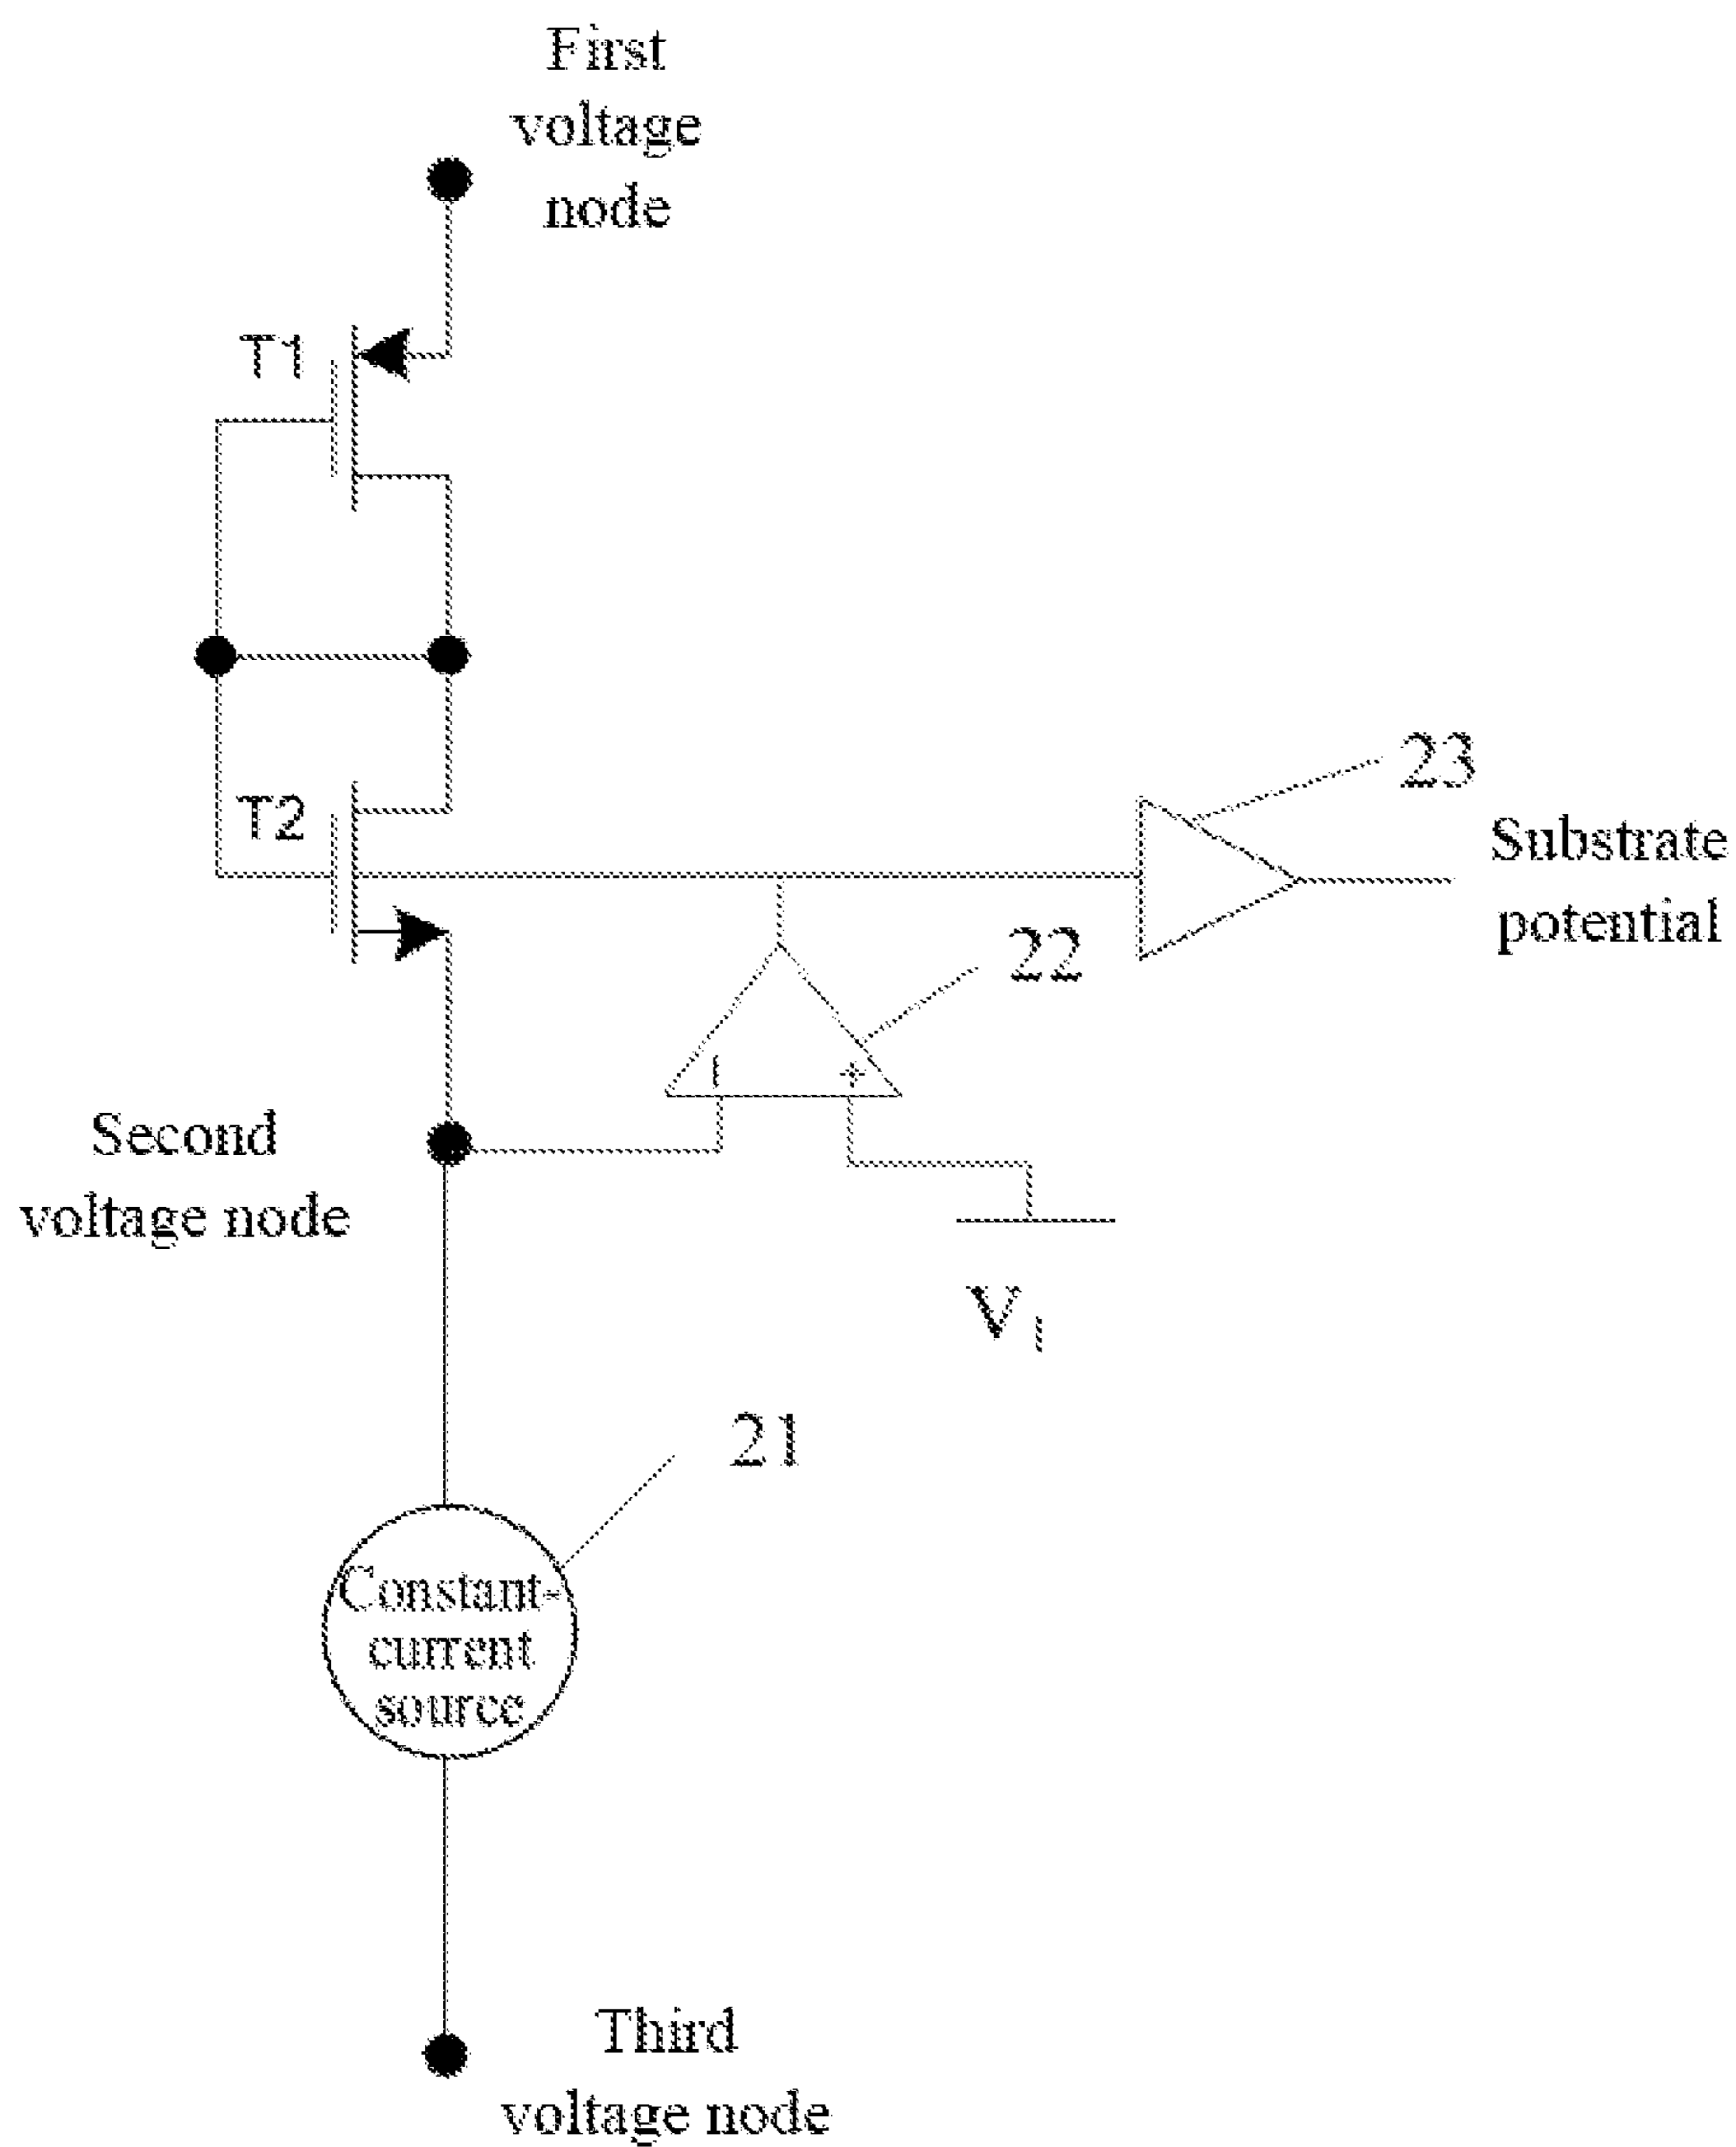 First
voltage
node
T1
T2
23
Substrate
potential
22
- +
Second
voltage node
V1
21
Constant-
current
source
Third
voltage node